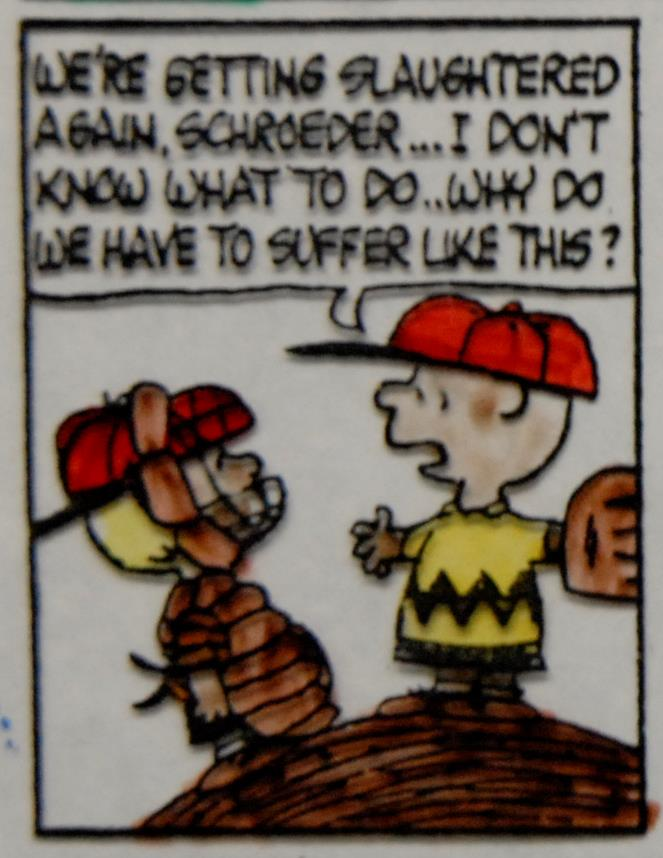 WE'RE GETTING SLAUGHTERED
AGAIN, SCHROEDER...I DON'T
KNOW WHAT TO DO..WHY DO
WE HAVE TO SUFFER LIKE THIS?